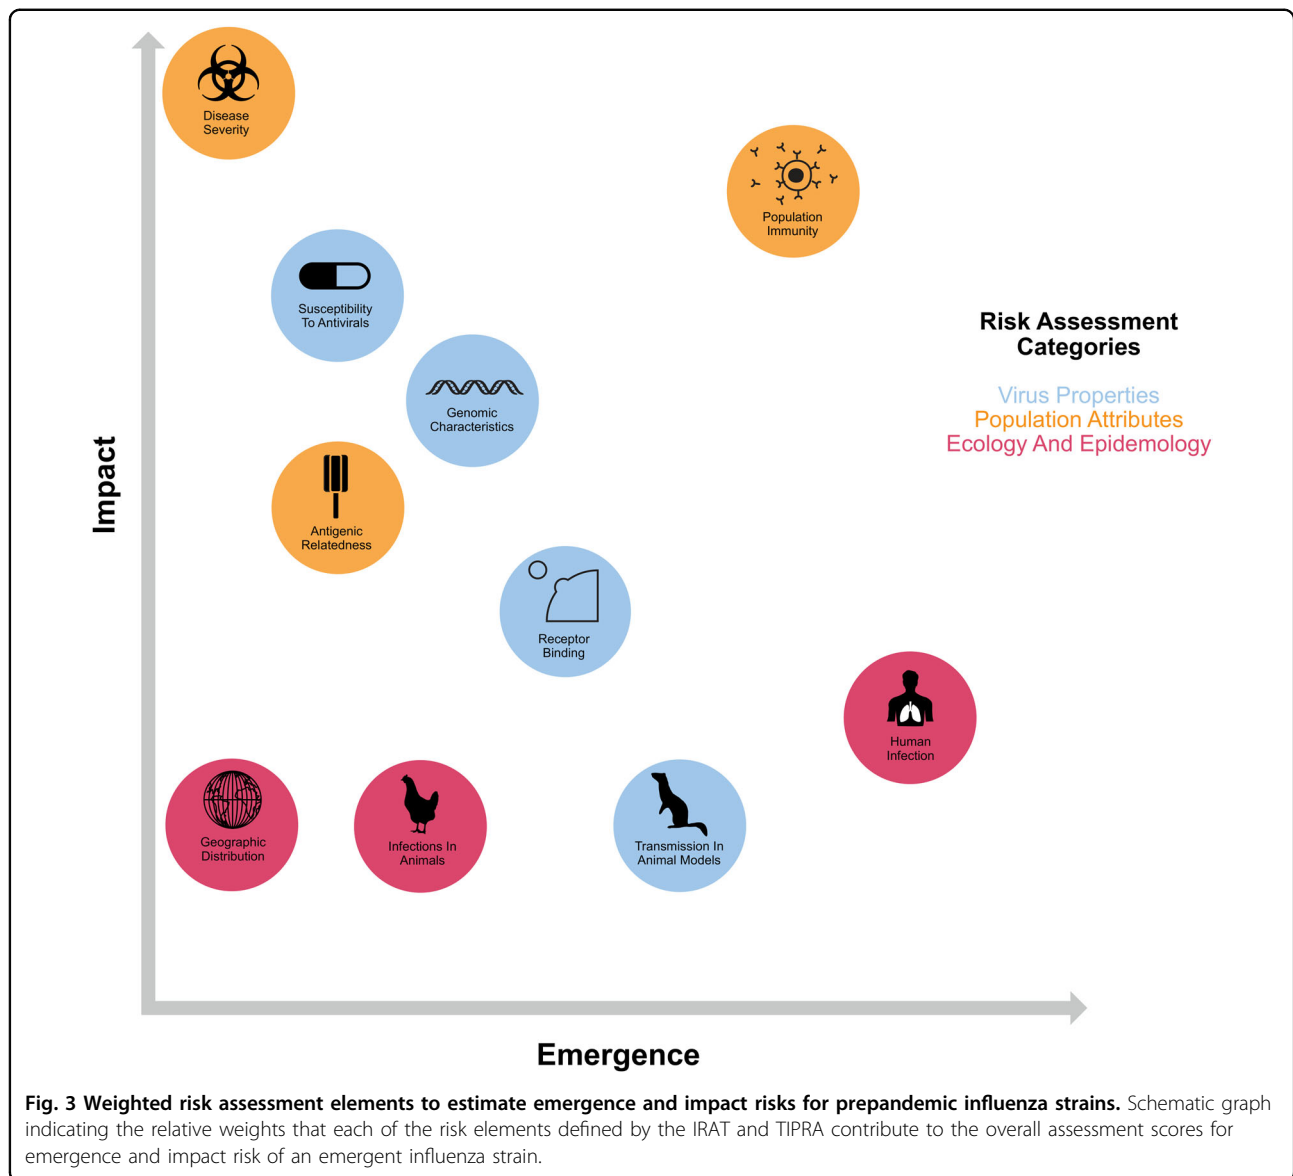 Disease
Severity
Population
Immunity
Susceptibility
To Antivirals
Genomic
Characteristics
Risk Assessment
Categories
Virus Properties
Population Attributes
Ecology And Epidemology
Impact
Antigenic
Relatedness
Receptor
Binding
Human
Infection
Geographic
Distribution
Infections In
Animals
Transmission In
Animal Models
Emergence
Fig. 3 Weighted risk assessment elements to estimate emergence and impact risks for prepandemic influenza strains. Schematic graph
indicating the relative weights that each of the risk elements defined by the IRAT and TIPRA contribute to the overall assessment scores for
emergence and impact risk of an emergent influenza strain.